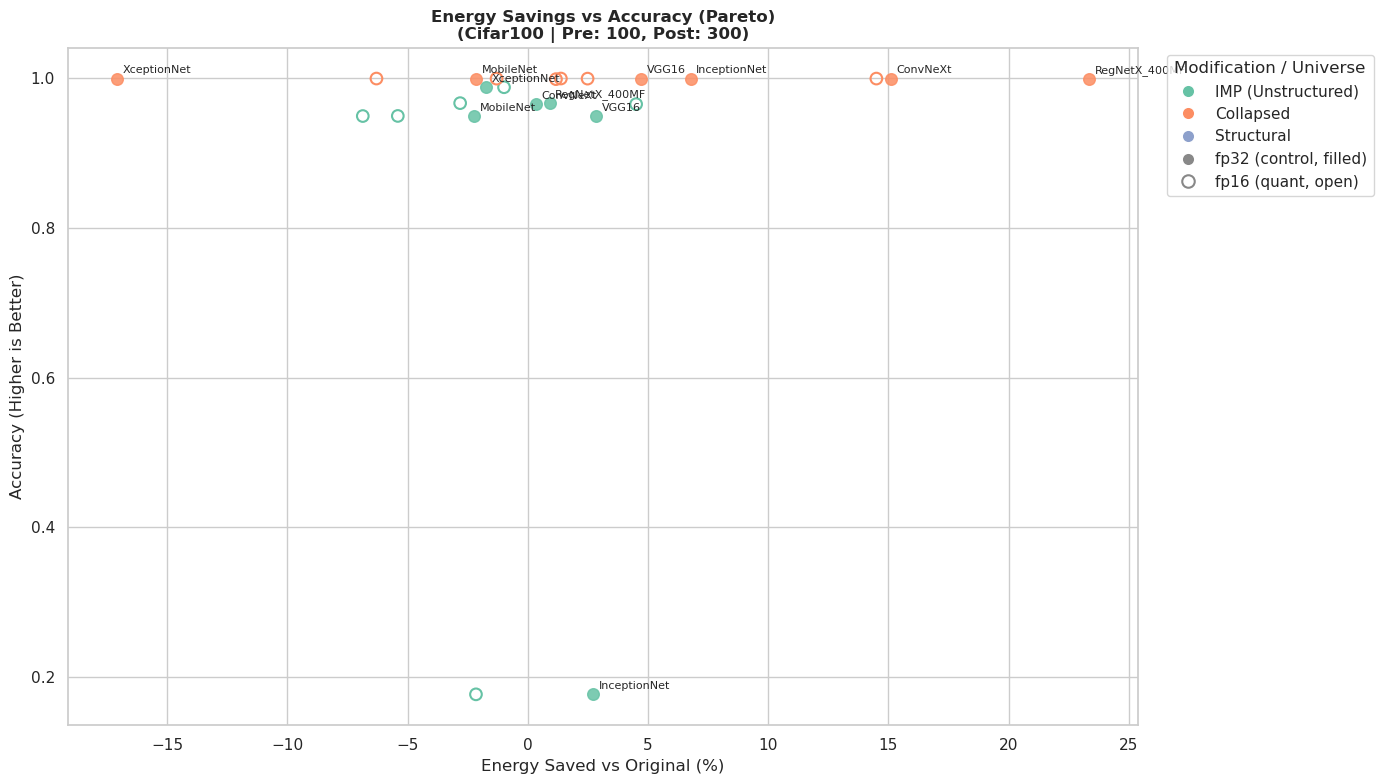 Energy Savings vs Accuracy (Pareto)
(Cifar100 | Pre: 100, Post: 300)
Accuracy (Higher is Better)
1.0
0.8
0.6
0.4
0.2
XceptionNet
MobileNet
VGG16
InceptionNet
ConvNeXt
XceptionNet
ConvNeXt
RegNetX_400MF
MobileNet
VGG16
InceptionNet
−15
−10
−5
0
5
10
15
20
25
Energy Saved vs Original (%)
Modification / Universe
IMP (Unstructured)
Collapsed
Structural
fp32 (control, filled)
fp16 (quant, open)